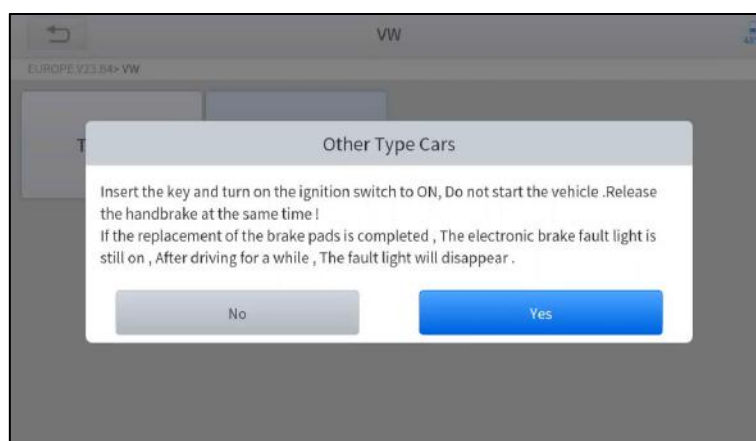 VW
EUROPE.V23.84> VW
T
Other Type Cars
Insert the key and turn on the ignition switch to ON, Do not start the vehicle .Release
the handbrake at the same time !
If the replacement of the brake pads is completed , The electronic brake fault light is
still on , After driving for a while , The fault light will disappear .
No
Yes